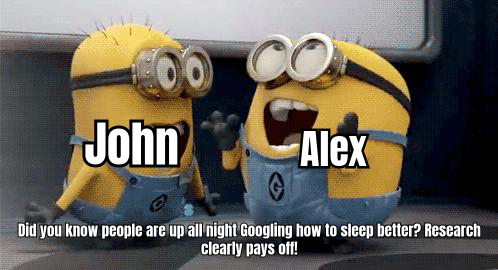 John
Alex
Did you know people are up all night Googling how to sleep better? Research
clearly pays off!